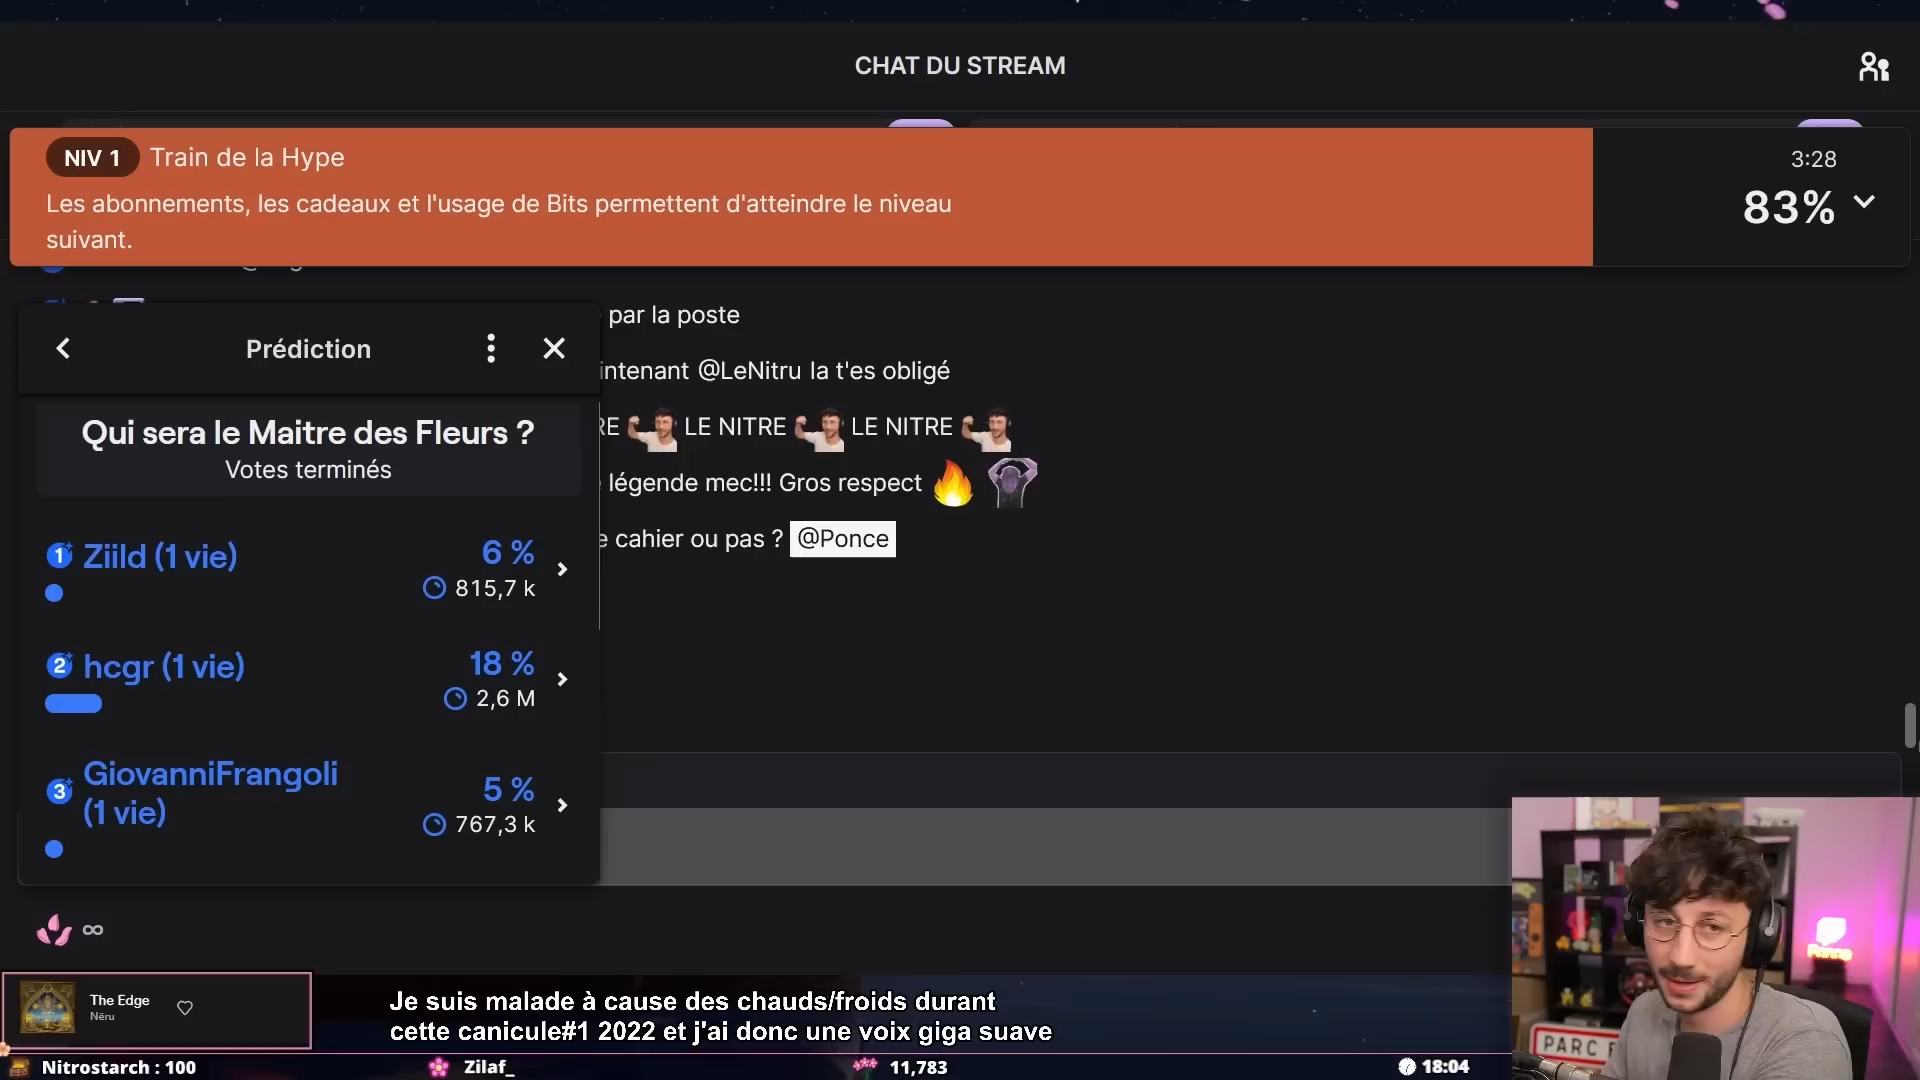 CHAT DU STREAM
NIV 1 Train de la Hype
3:28
Les abonnements, les cadeaux et l'usage de Bits permettent d'atteindre le niveau
suivant.
83%
par la poste
Prédiction
@LeNitru la t'es obligé
Qui sera le Maitre des Fleurs ?
Votes terminés
LE NITRE LE NITRE
légende mec!!! Gros respect
cahier ou pas ? @Ponce
1 Ziild (1 vie)
6 %
815,7 k
2 hcgr (1 vie)
18 %
2,6 M
3 GiovanniFrangoli
(1 vie)
5 %
767,3 k
∞
The Edge
Nëru
Je suis malade à cause des chauds/froids durant
cette canicule#1 2022 et j'ai donc une voix giga suave
PARC
Nitrostarch : 100
Zilaf_
11,783
18:04